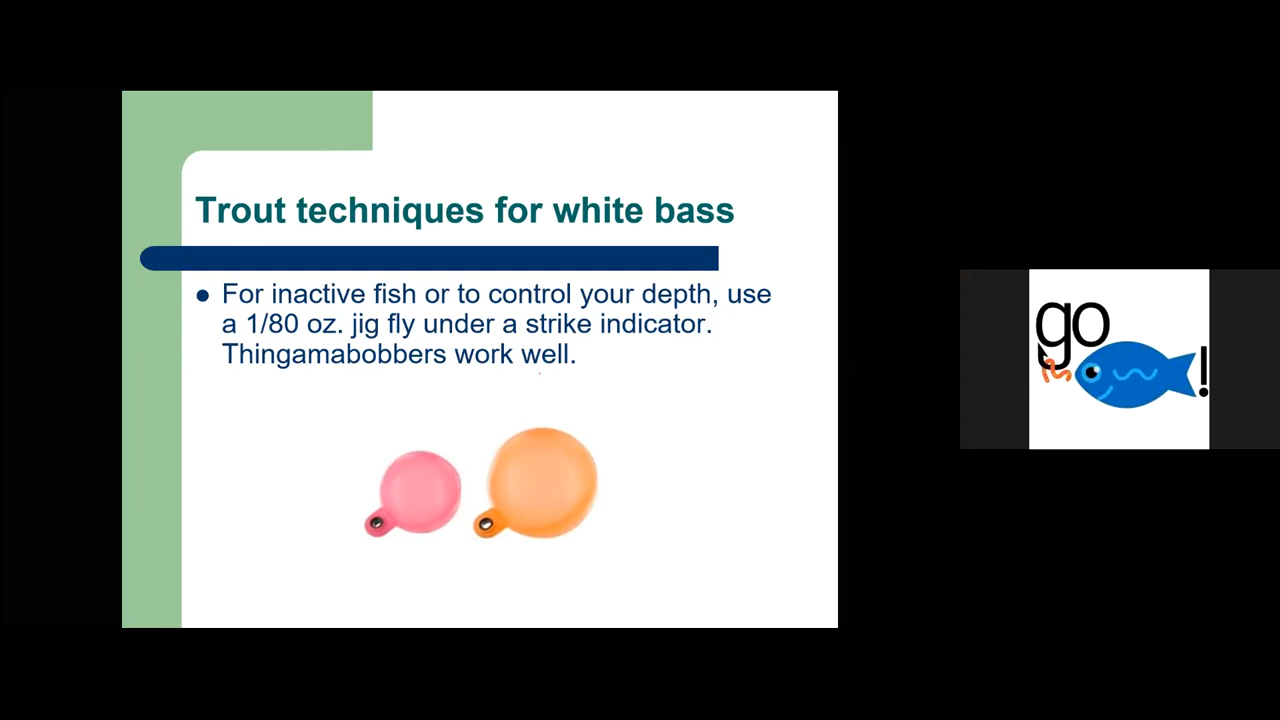 Trout techniques for white bass
For inactive fish or to control your depth, use
a 1/80 oz. jig fly under a strike indicator.
Thingamabobbers work well.
go
!